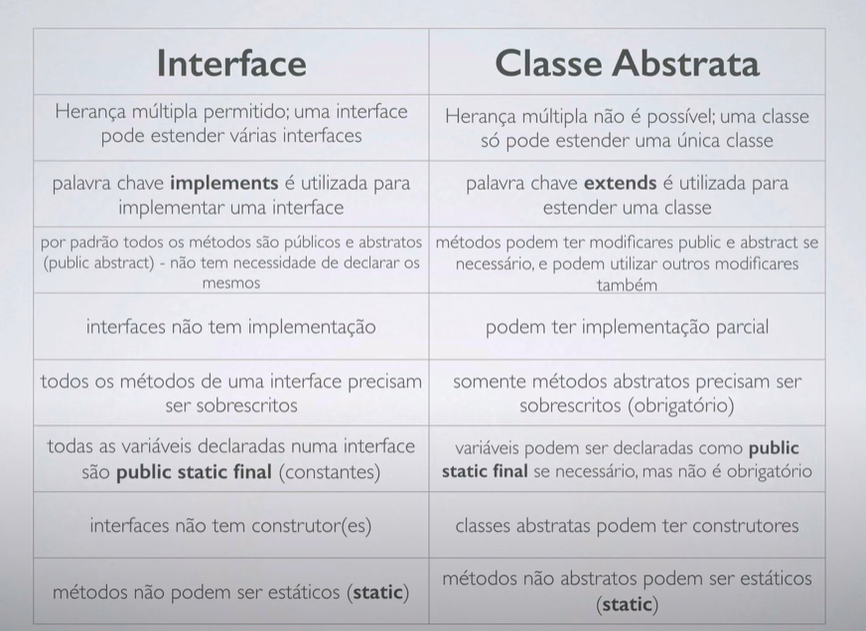 Interface
Classe Abstrata
Herança múltipla permitido; uma interface
pode estender várias interfaces
Herança múltipla não é possível; uma classe
só pode estender uma única classe
palavra chave implements é utilizada para
implementar uma interface
palavra chave extends é utilizada para
estender uma classe
por padrão todos os métodos são públicos e abstratos
(public abstract) - não tem necessidade de declarar os
mesmos
métodos podem ter modificares public e abstract se
necessário, e podem utilizar outros modificares
também
interfaces não tem implementação
podem ter implementação parcial
todos os métodos de uma interface precisam
ser sobrescritos
somente métodos abstratos precisam ser
sobrescritos (obrigatório)
todas as variáveis declaradas numa interface
são public static final (constantes)
variáveis podem ser declaradas como public
static final se necessário, mas não é obrigatório
interfaces não tem construtor(es)
classes abstratas podem ter construtores
métodos não podem ser estáticos (static)
métodos não abstratos podem ser estáticos
(static)